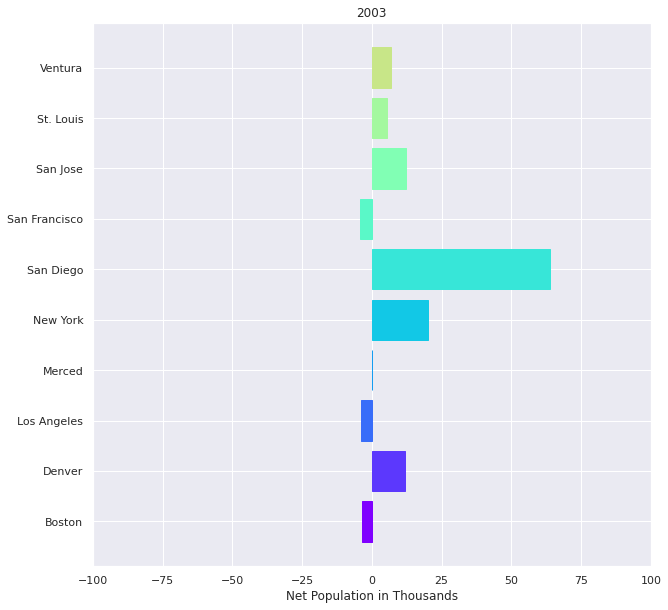 2003
Ventura
St. Louis
San Jose
San Francisco
San Diego
New York
Merced
Los Angeles
Denver
Boston
−100 −75 −50 −25 0 25 50 75 100
Net Population in Thousands